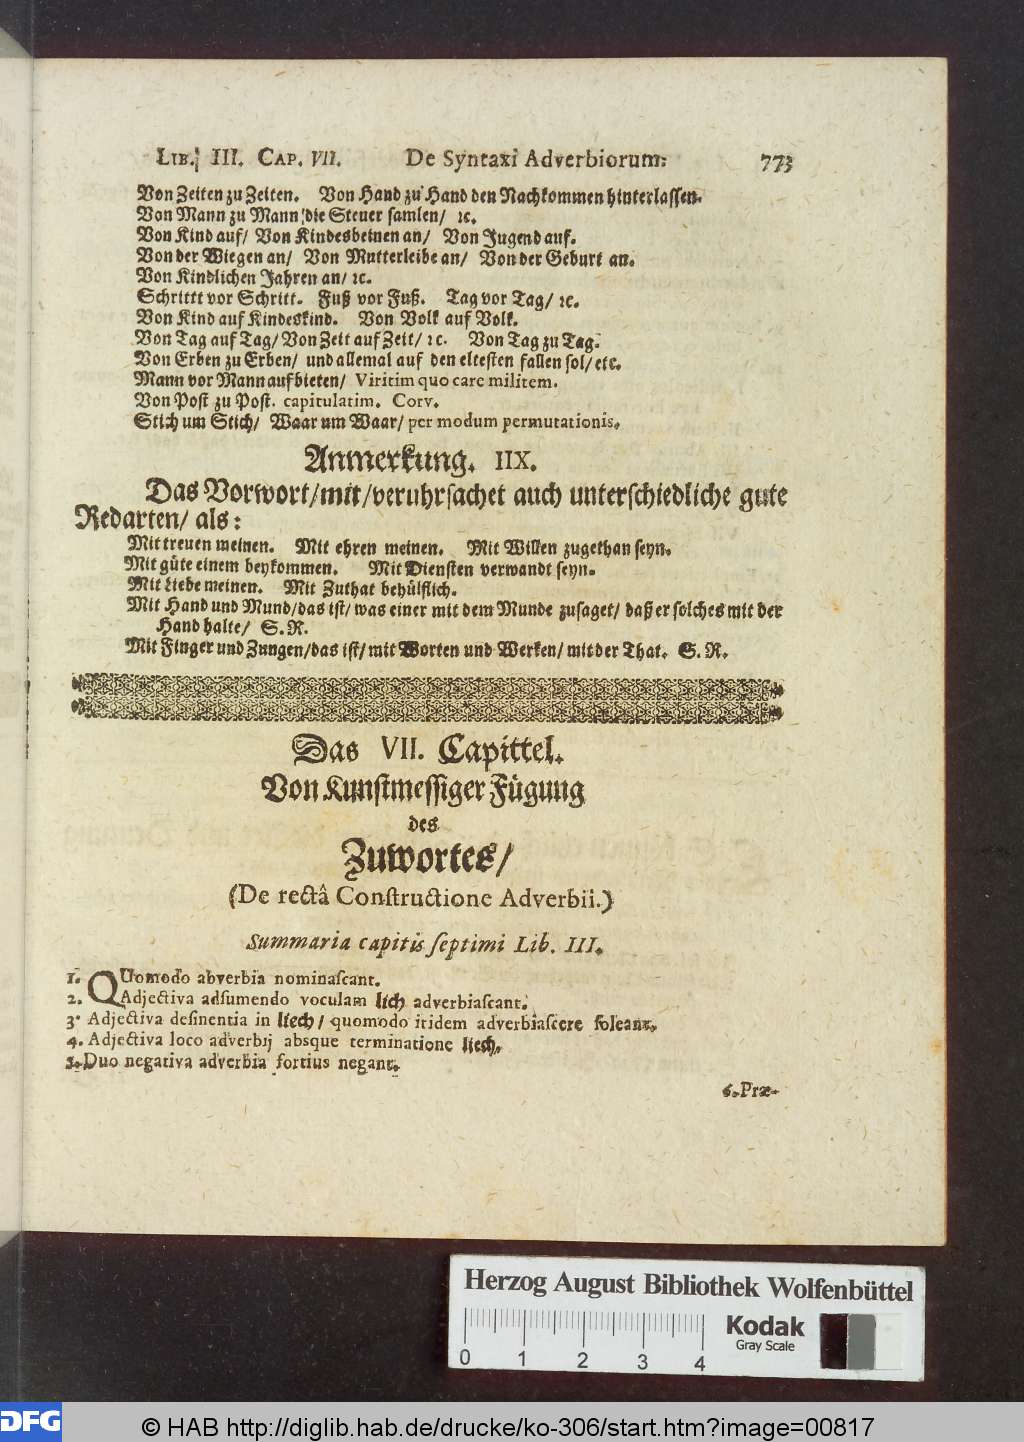 LIB. III. CAP. VII. De Syntaxi Adverbiorum. 773
Von Zeiten zu Zeiten. Von Hand zu Hand den Nachkommen hinterlassen.
Von Mann zu Mann die Steuer samlen/ ꝛc.
Von Kind auf/ Von Kindesbeinen an/ Von Jugend auf.
Von der Wiegen an/ Von Mutterleibe an/ Von der Geburt an.
Von Kindlichen Jahren an/ ꝛc.
Schrittt vor Schritt. Fuß vor Fuß. Tag vor Tag/ ꝛc.
Von Kind auf Kindeskind. Von Volk auf Volk.
Von Tag auf Tag/ Von Zeit auf Zeit/ ꝛc. Von Tag zu Tag.
Von Erben zu Erben/ und allemal auf den eltesten fallen sol/ etc.
Mann vor Mann aufbieten/ Viritim quo care militem.
Von Post zu Post. capitulatim. Corv.
Stich um Stich/ Waar um Waar/ per modum permutationis.
Anmerkung. IIX.
Das Vorwort/mit/veruhrsachet auch unterschiedliche gute
Redarten/ als:
Mit treuen meinen. Mit ehren meinen. Mit Willen zugethan seyn.
Mit güte einem beykommen. Mit Diensten verwandt seyn.
Mit Liebe meinen. Mit Zuthat behülflich.
Mit Hand und Mund/das ist/ was einer mit dem Munde zusaget/ daß er solches mit der
Hand halte/ S. R.
Mit Finger und Zungen/das ist/ mit Worten und Werken/ mit der That. S. R.
Das VII. Capittel.
Von Kunstmessiger Fügung
des
Zuwortes/
(De rectâ Constructione Adverbii.)
Summaria capitis septimi Lib. III.
1. QUomodo abverbia nominascant.
2. Adjectiva adsumendo voculam lich adverbiascant.
3. Adjectiva desinentia in liech/ quomodo itidem adverbiascere soleant.
4. Adjectiva loco adverbij absque terminatione liech.
5. Duo negativa adverbia fortius negant.
6. Præ-
Herzog August Bibliothek Wolfenbüttel
Kodak
Gray Scale
0 1 2 3 4
DFG
© HAB http://diglib.hab.de/drucke/ko-306/start.htm?image=00817